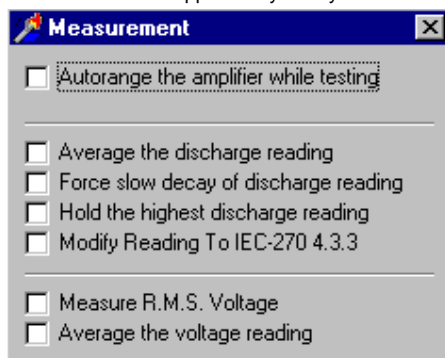 Measurement
Autorange the amplifier while testing
Average the discharge reading
Force slow decay of discharge reading
Hold the highest discharge reading
Modify Reading To IEC-270 4.3.3
Measure R.M.S. Voltage
Average the voltage reading